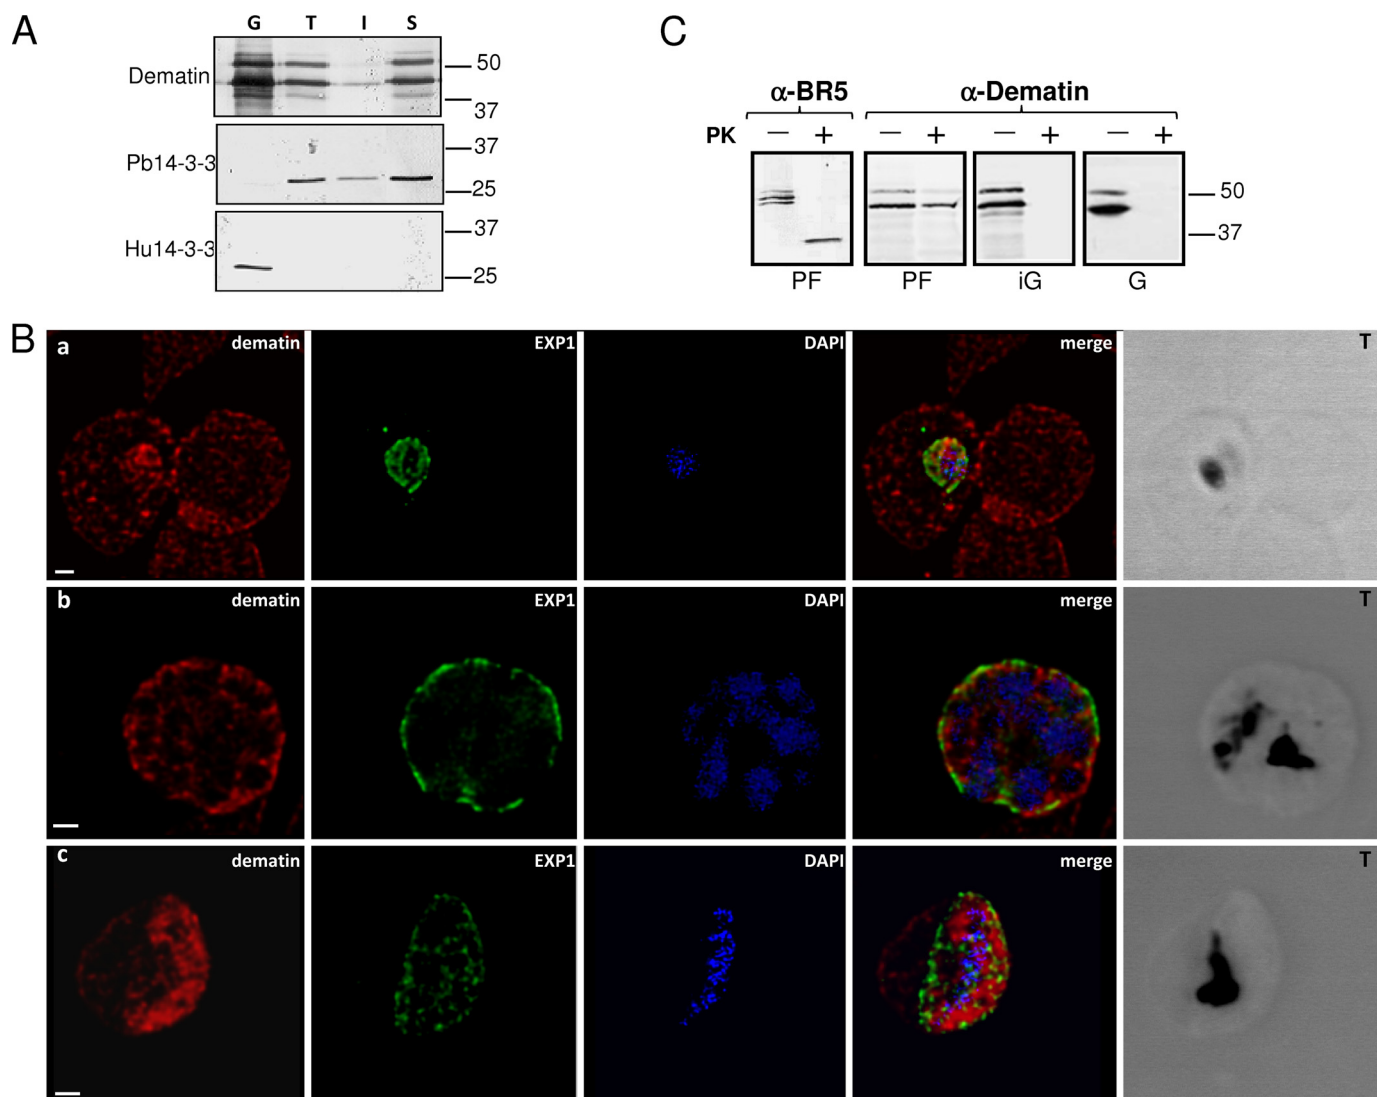 A
G T I S
Dematin
50
37
Pb14-3-3
37
25
Hu14-3-3
37
25
C
α-BR5 α-Dematin
PK — + — + — + — +
50
37
PF PF iG G
B
a dematin EXP1 DAPI merge T
b dematin EXP1 DAPI merge T
c dematin EXP1 DAPI merge T